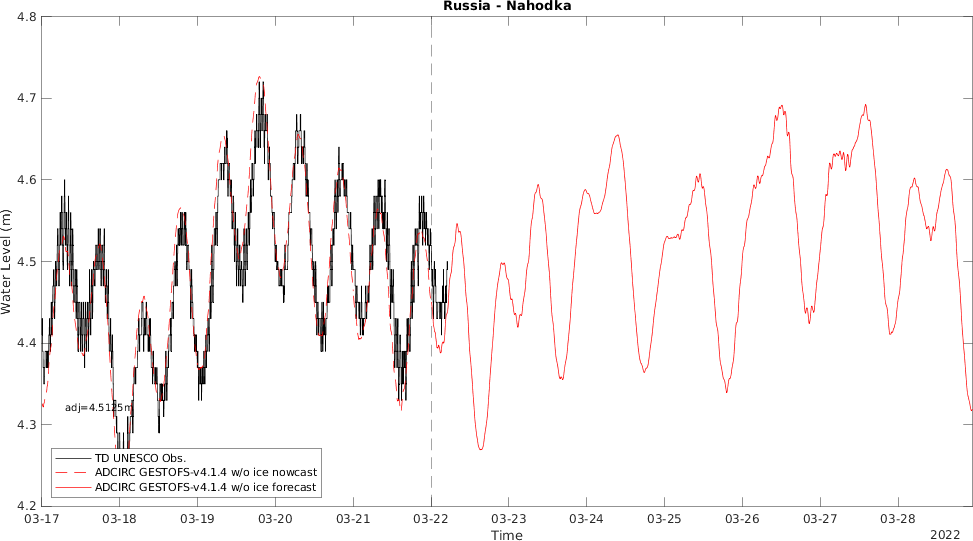 Russia - Nahodka
4.8
4.7
4.6
4.5
4.4
4.3
4.2
Water Level (m)
adj=4.5125m
TD UNESCO Obs.
ADCIRC GESTOFS-v4.1.4 w/o ice nowcast
ADCIRC GESTOFS-v4.1.4 w/o ice forecast
03-17 03-18 03-19 03-20 03-21 03-22 03-23 03-24 03-25 03-26 03-27 03-28
Time
2022